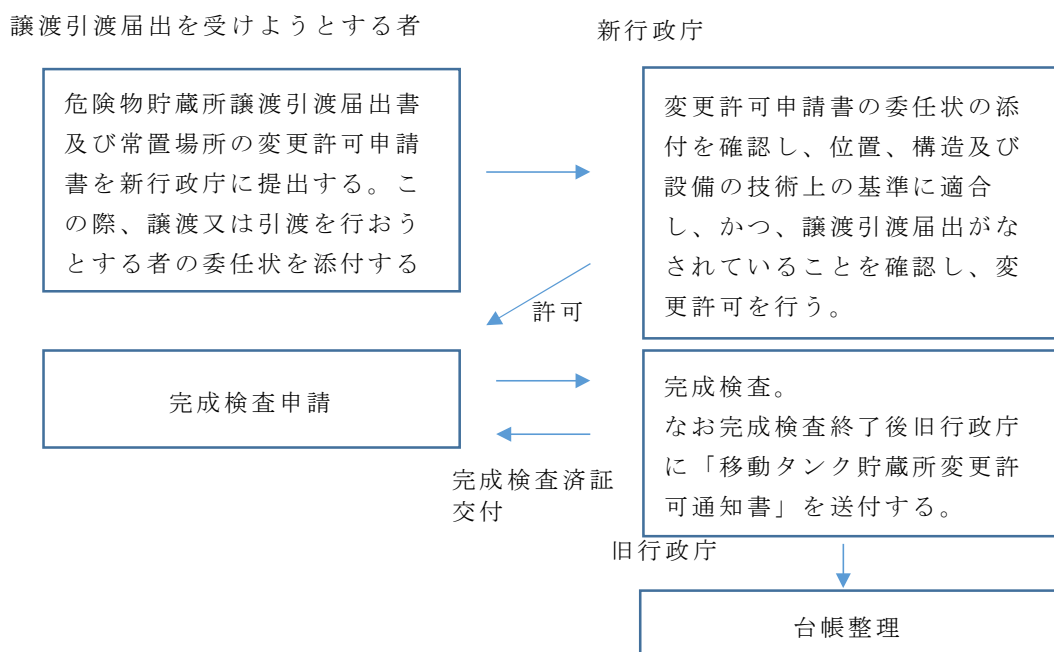 譲渡引渡届出を受けようとする者
新行政庁
危険物貯蔵所譲渡引渡届出書
及び常置場所の変更許可申請
書を新行政庁に提出する。こ
の際、譲渡又は引渡を行おう
とする者の委任状を添付する
変更許可申請書の委任状の添
付を確認し、位置、構造及び
設備の技術上の基準に適合
し、かつ、譲渡引渡届出がな
されていることを確認し、変
更許可を行う。
許可
完成検査申請
完成検査。
なお完成検査終了後旧行政庁
に「移動タンク貯蔵所変更許
可通知書」を送付する。
完成検査済証
交付
旧行政庁
台帳整理